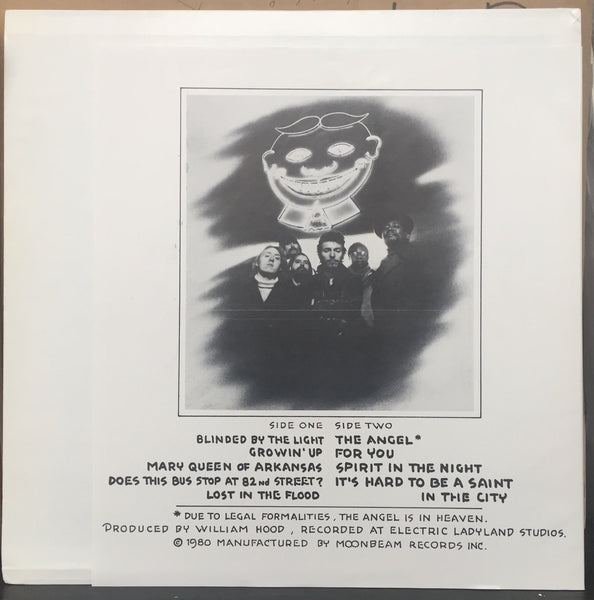 SIDE ONE SIDE TWO
BLINDED BY THE LIGHT THE ANGEL*
GROWIN' UP FOR YOU
MARY QUEEN OF ARKANSAS SPIRIT IN THE NIGHT
DOES THIS BUS STOP AT 82ND STREET? IT'S HARD TO BE A SAINT
LOST IN THE FLOOD IN THE CITY
* DUE TO LEGAL FORMALITIES, THE ANGEL IS IN HEAVEN.
PRODUCED BY WILLIAM HOOD, RECORDED AT ELECTRIC LADYLAND STUDIOS.
© 1980 MANUFACTURED BY MOONBEAM RECORDS INC.